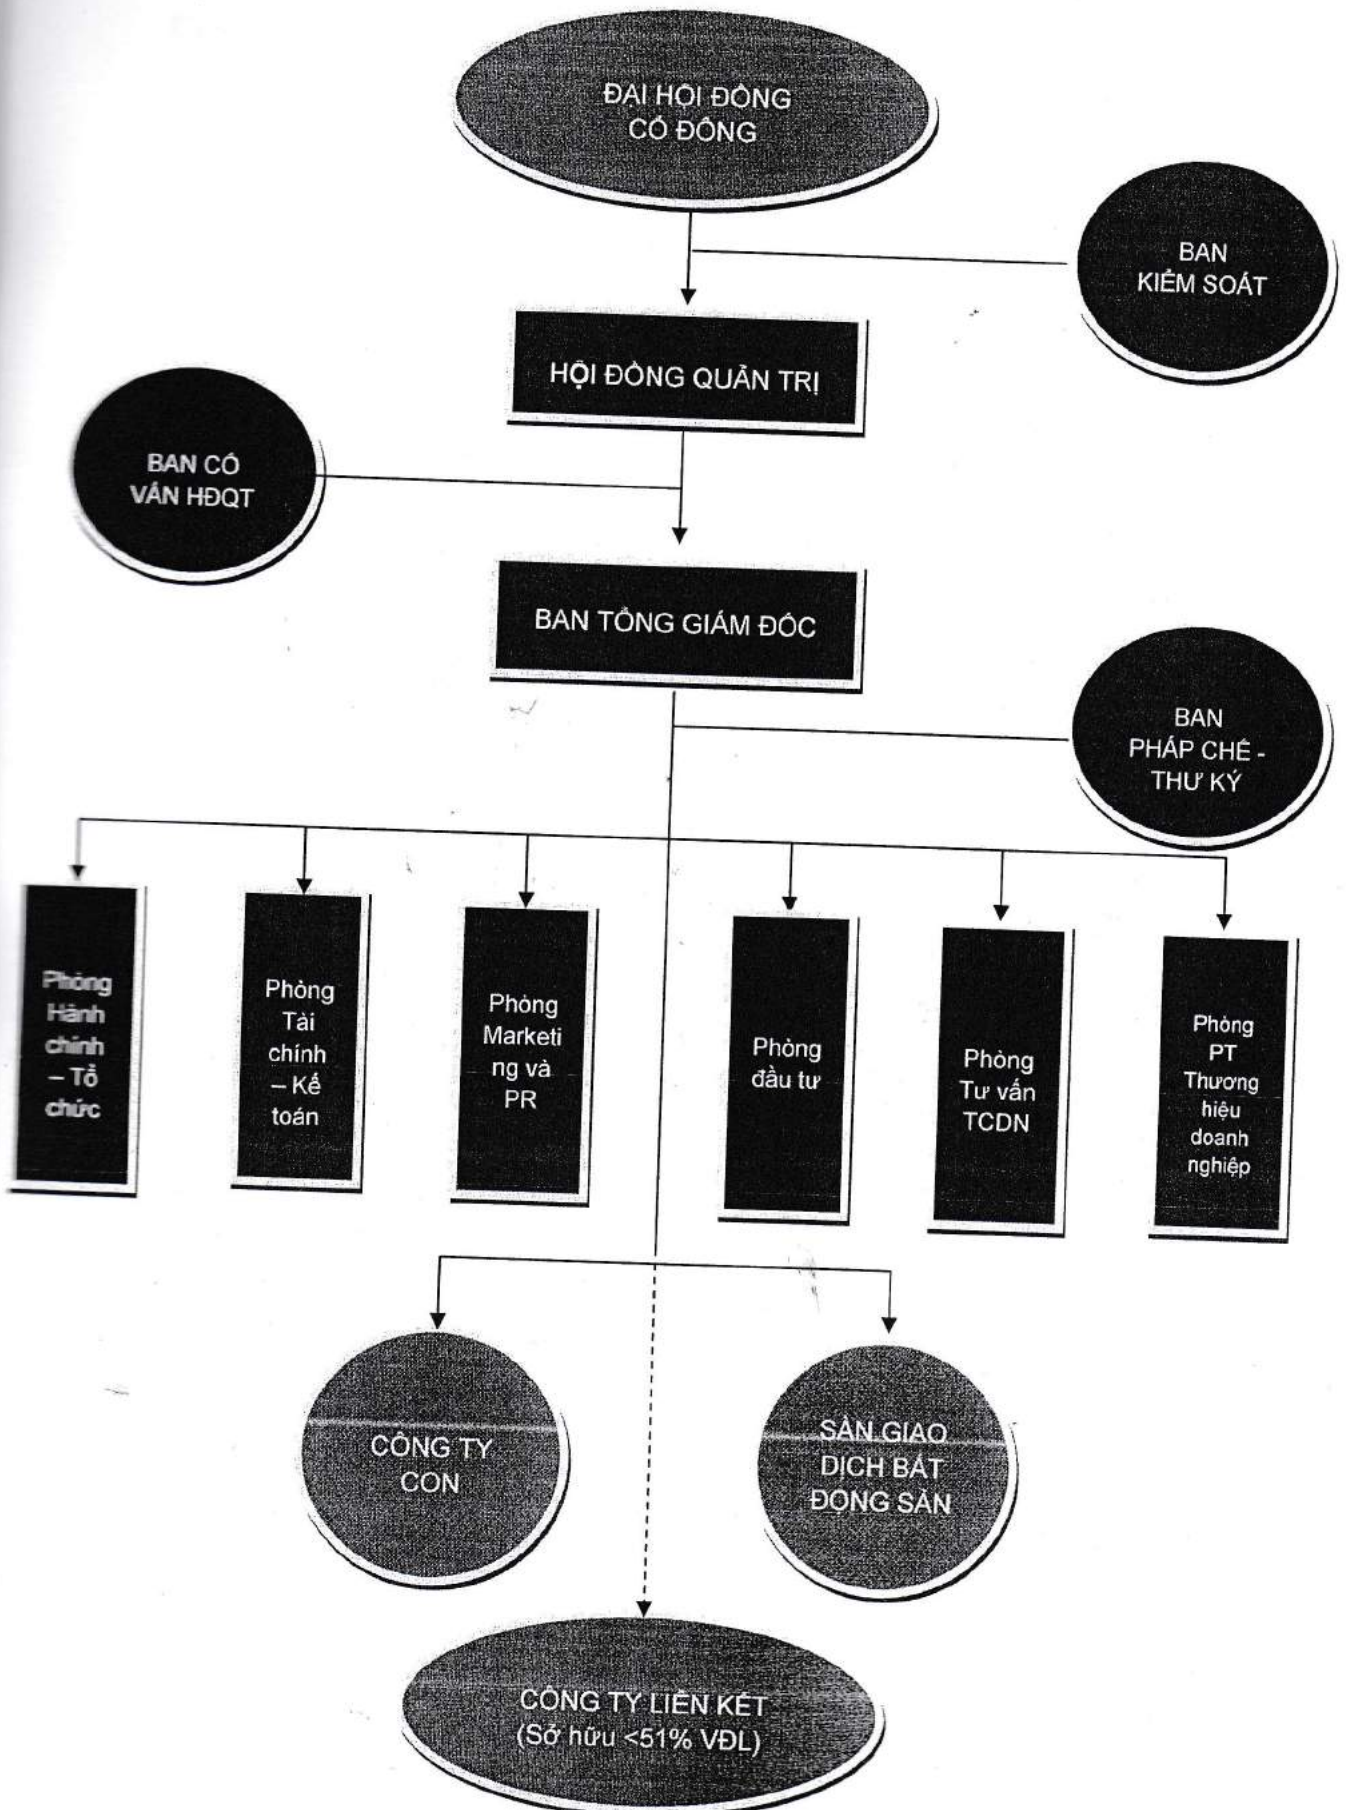 ĐẠI HỘI ĐỒNG
CỔ ĐÔNG
BAN
KIỂM SOÁT
HỘI ĐỒNG QUẢN TRỊ
BAN CỐ
VẤN HĐQT
BAN TỔNG GIÁM ĐỐC
BAN
PHÁP CHẾ -
THƯ KÝ
Phòng
Hành
chính
– Tổ
chức
Phòng
Tài
chính
– Kế
toán
Phòng
Marketi
ng và
PR
Phòng
đầu tư
Phòng
Tư vấn
TCDN
Phòng
PT
Thương
hiệu
doanh
nghiệp
CÔNG TY
CON
SÀN GIAO
DỊCH BẤT
ĐỘNG SẢN
CÔNG TY LIÊN KẾT
(Sở hữu <51% VĐL)